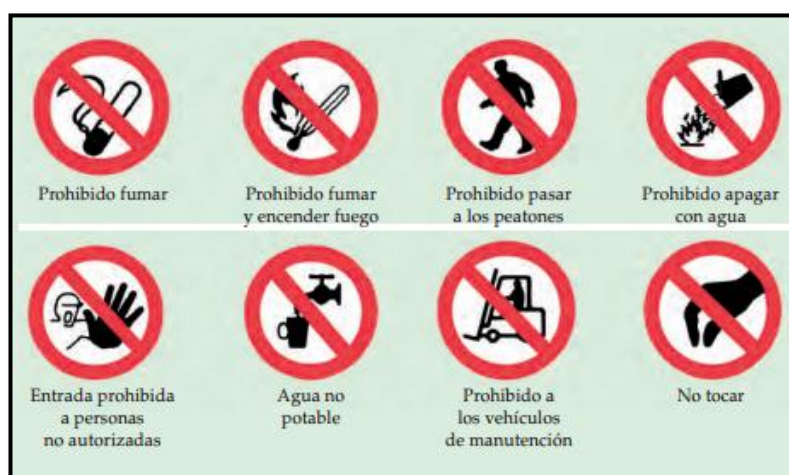 Prohibido fumar
Prohibido fumar
y encender fuego
Prohibido pasar
a los peatones
Prohibido apagar
con agua
Entrada prohibida
a personas
no autorizadas
Agua no
potable
Prohibido a
los vehículos
de manutención
No tocar